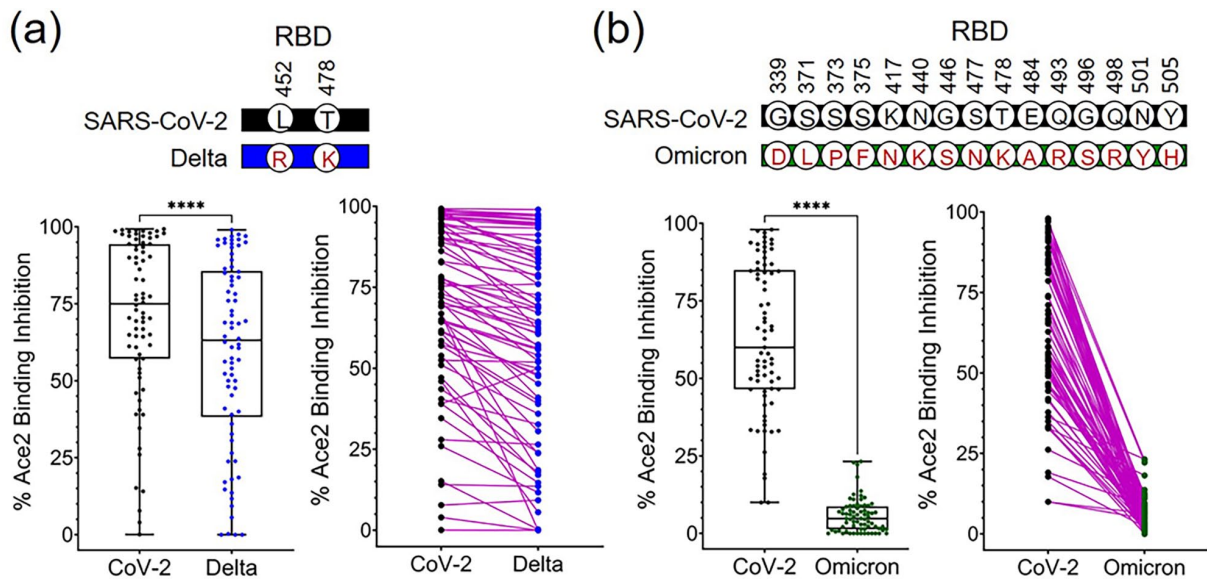 (a)
RBD
452 478
SARS-CoV-2 L T
Delta R K
% Ace2 Binding Inhibition
100
75
50
25
0
****
CoV-2 Delta
% Ace2 Binding Inhibition
100
75
50
25
0
CoV-2 Delta
(b)
RBD
339 371 373 375 417 440 446 477 478 484 493 496 498 501 505
SARS-CoV-2 G S S S K N G S T E Q G Q N Y
Omicron D L P F N K S N K A R S R Y H
% Ace2 Binding Inhibition
100
75
50
25
0
****
CoV-2 Omicron
% Ace2 Binding Inhibition
100
75
50
25
0
CoV-2 Omicron